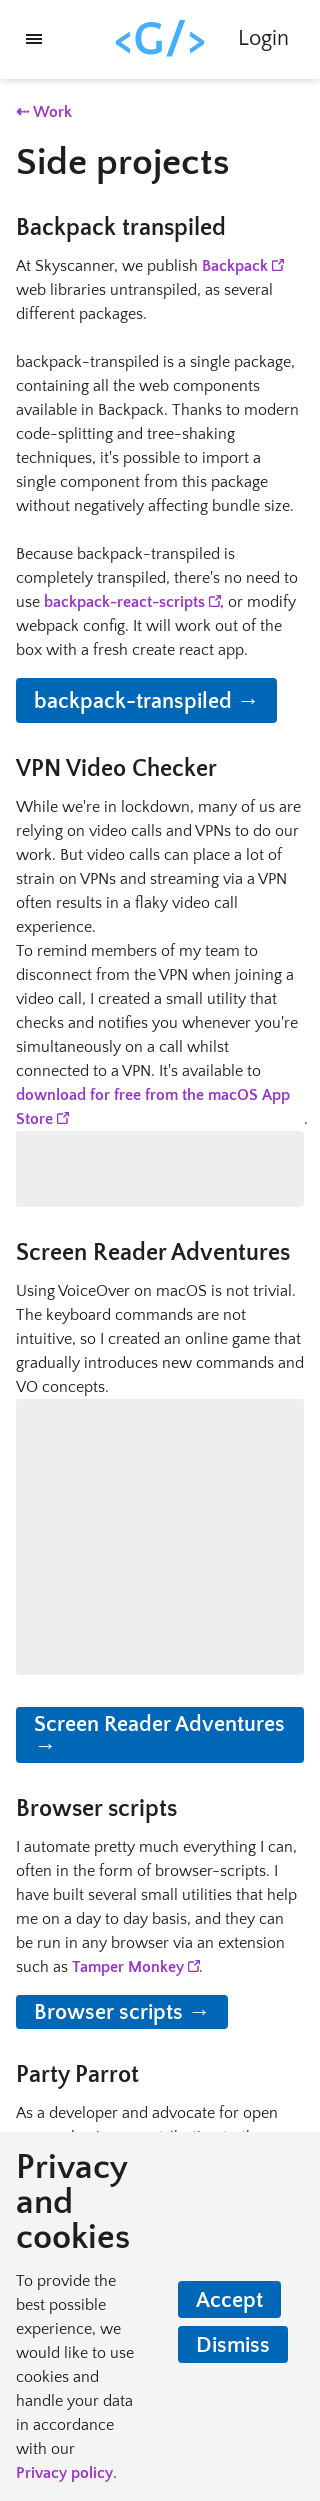 <G/>
Login
⇠ Work
Side projects
Backpack transpiled
At Skyscanner, we publish Backpack
web libraries untranspiled, as several
different packages.
backpack-transpiled is a single package,
containing all the web components
available in Backpack. Thanks to modern
code-splitting and tree-shaking
techniques, it's possible to import a
single component from this package
without negatively affecting bundle size.
Because backpack-transpiled is
completely transpiled, there's no need to
use backpack-react-scripts, or modify
webpack config. It will work out of the
box with a fresh create react app.
backpack-transpiled →
VPN Video Checker
While we're in lockdown, many of us are
relying on video calls and VPNs to do our
work. But video calls can place a lot of
strain on VPNs and streaming via a VPN
often results in a flaky video call
experience.
To remind members of my team to
disconnect from the VPN when joining a
video call, I created a small utility that
checks and notifies you whenever you're
simultaneously on a call whilst
connected to a VPN. It's available to
download for free from the macOS App
Store .
Screen Reader Adventures
Using VoiceOver on macOS is not trivial.
The keyboard commands are not
intuitive, so I created an online game that
gradually introduces new commands and
VO concepts.
Screen Reader Adventures
→
Browser scripts
I automate pretty much everything I can,
often in the form of browser-scripts. I
have built several small utilities that help
me on a day to day basis, and they can
be run in any browser via an extension
such as Tamper Monkey.
Browser scripts →
Party Parrot
As a developer and advocate for open
Privacy
and
cookies
To provide the
best possible
experience, we
would like to use
cookies and
handle your data
in accordance
with our
Privacy policy.
Accept
Dismiss